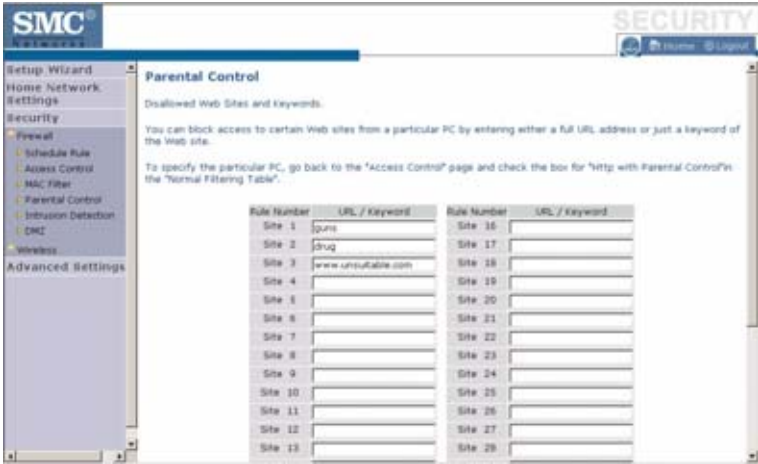 SMC®
Networks
SECURITY
Home Logout
Setup Wizard
Home Network
Settings
Security
Firewall
Schedule Rule
Access Control
MAC Filter
Parental Control
Intrusion Detection
DMZ
Wireless
Advanced Settings
Parental Control
Disallowed Web Sites and Keywords.
You can block access to certain Web sites from a particular PC by entering either a full URL address or just a keyword of
the Web site.
To specify the particular PC, go back to the "Access Control" page and check the box for "Http with Parental Control"in
the "Normal Filtering Table".
Rule Number URL / Keyword Rule Number URL / Keyword
Site 1 guns Site 16
Site 2 drug Site 17
Site 3 www.unsuitable.com Site 18
Site 4 Site 19
Site 5 Site 20
Site 6 Site 21
Site 7 Site 22
Site 8 Site 23
Site 9 Site 24
Site 10 Site 25
Site 11 Site 26
Site 12 Site 27
Site 13 Site 28